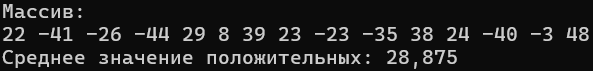 Массив:
22 -41 -26 -44 29 8 39 23 -23 -35 38 24 -40 -3 48
Среднее значение положительных: 28,875